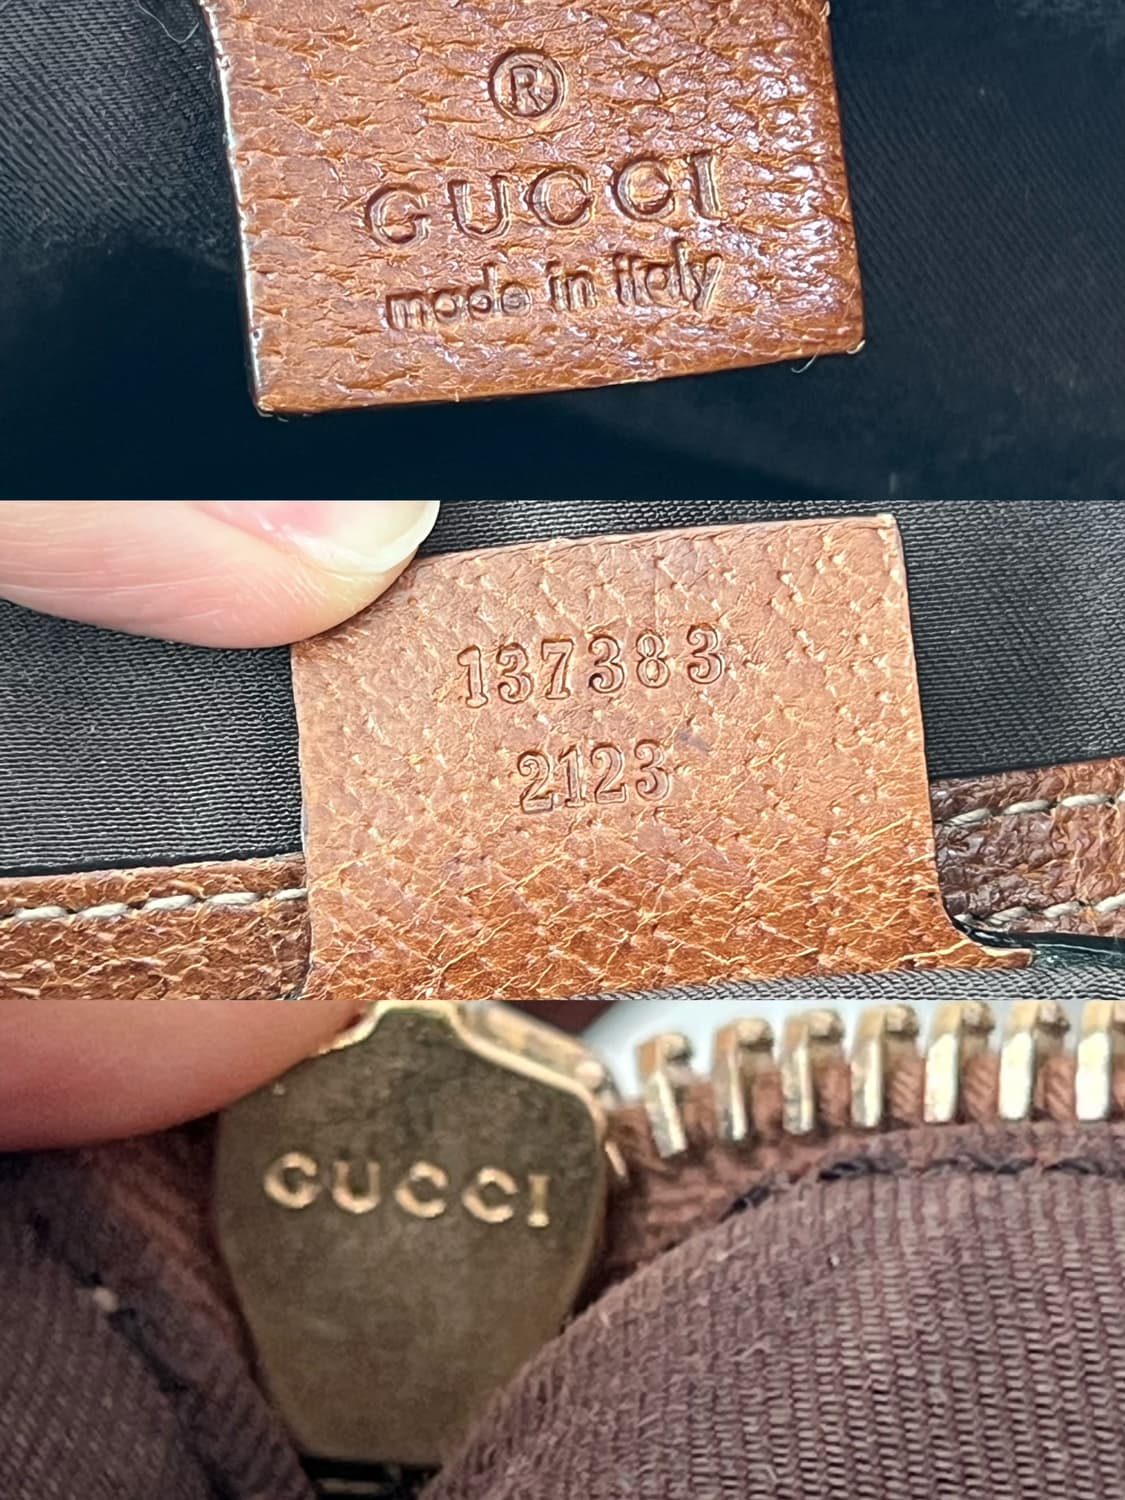 ®
GUCCI
made in italy
137383
2123
GUCCI